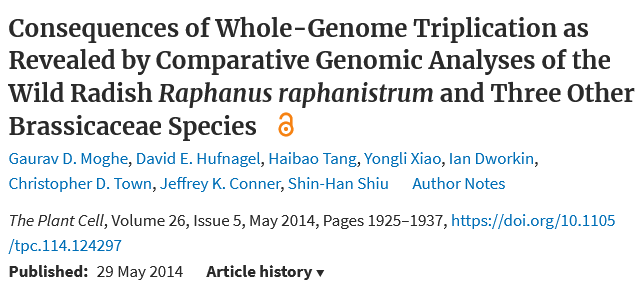 Consequences of Whole-Genome Triplication as
Revealed by Comparative Genomic Analyses of the
Wild Radish Raphanus raphanistrum and Three Other
Brassicaceae Species
Gaurav D. Moghe, David E. Hufnagel, Haibao Tang, Yongli Xiao, Ian Dworkin,
Christopher D. Town, Jeffrey K. Conner, Shin-Han Shiu Author Notes
The Plant Cell, Volume 26, Issue 5, May 2014, Pages 1925–1937, https://doi.org/10.1105
/tpc.114.124297
Published: 29 May 2014 Article history ▾